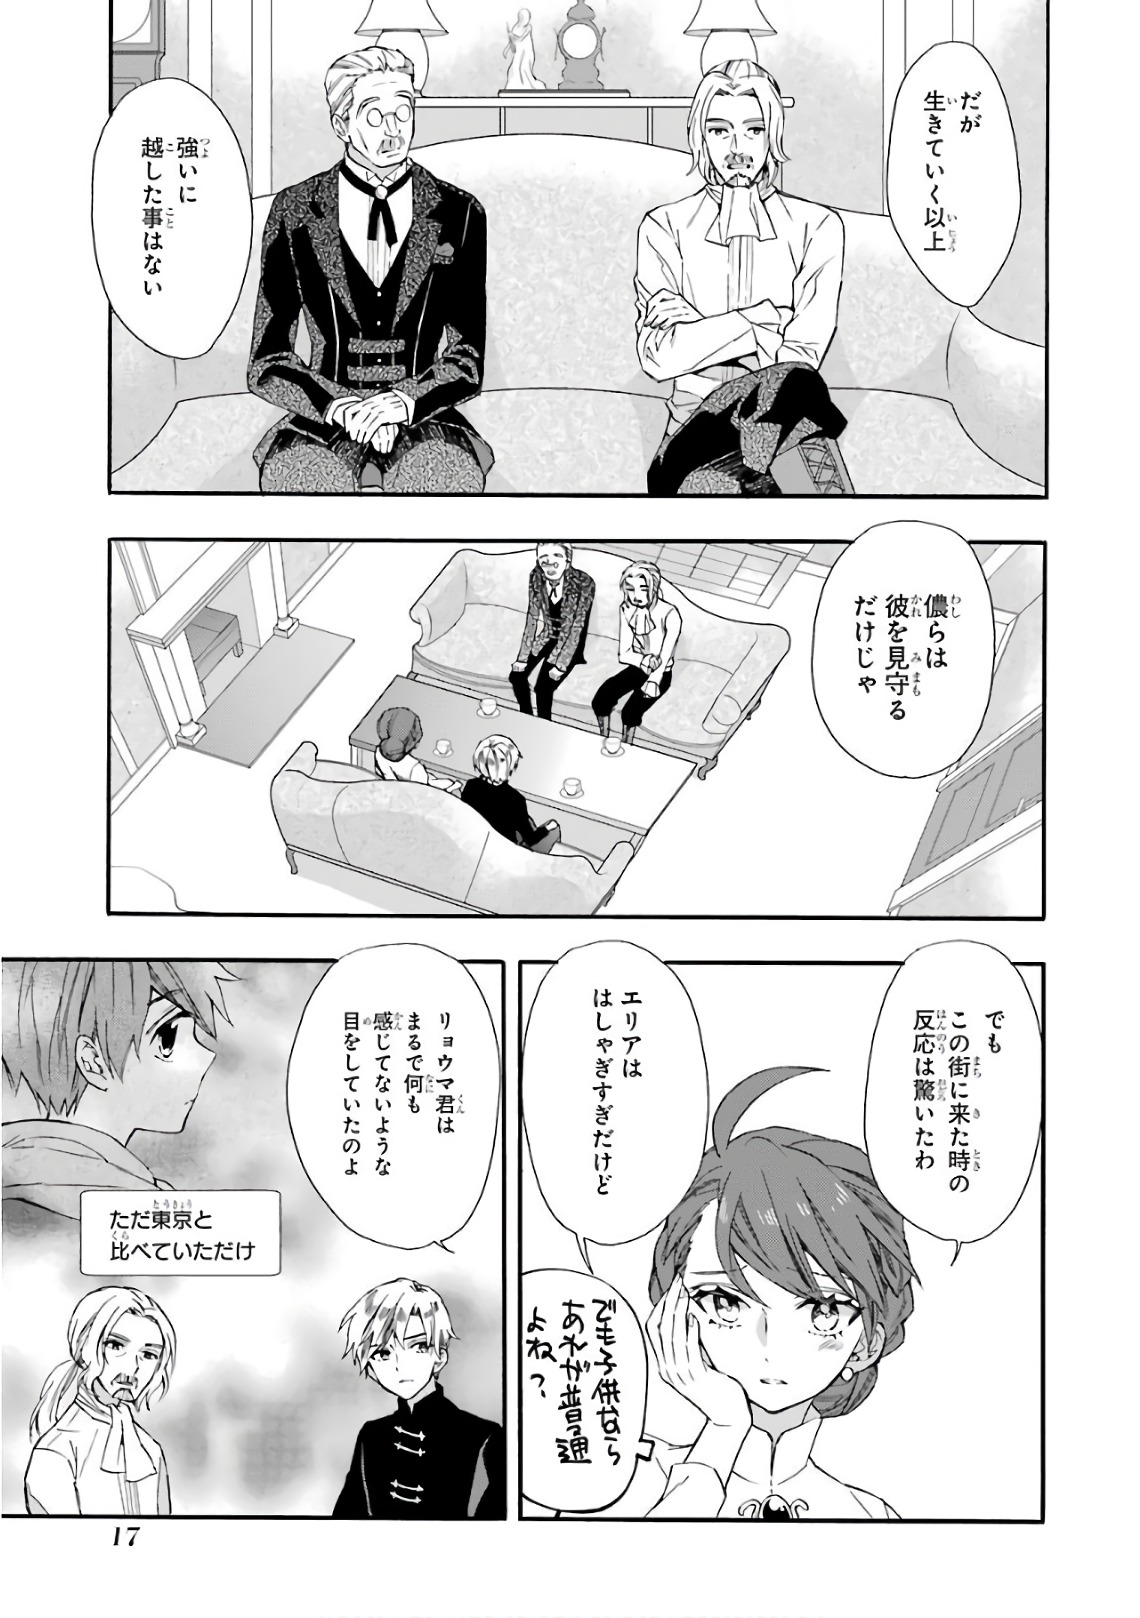 だが
生きていく以上
強いに
越した事はない
儂らは
彼を見守る
だけじゃ
でも
この街に来た時の
反応は驚いたわ
エリアは
はしゃぎすぎだけど
でも子供なら
あれが普通
よね？
リョウマ君は
まるで何も
感じてないような
目をしていたのよ
ただ東京と
比べていただけ
17